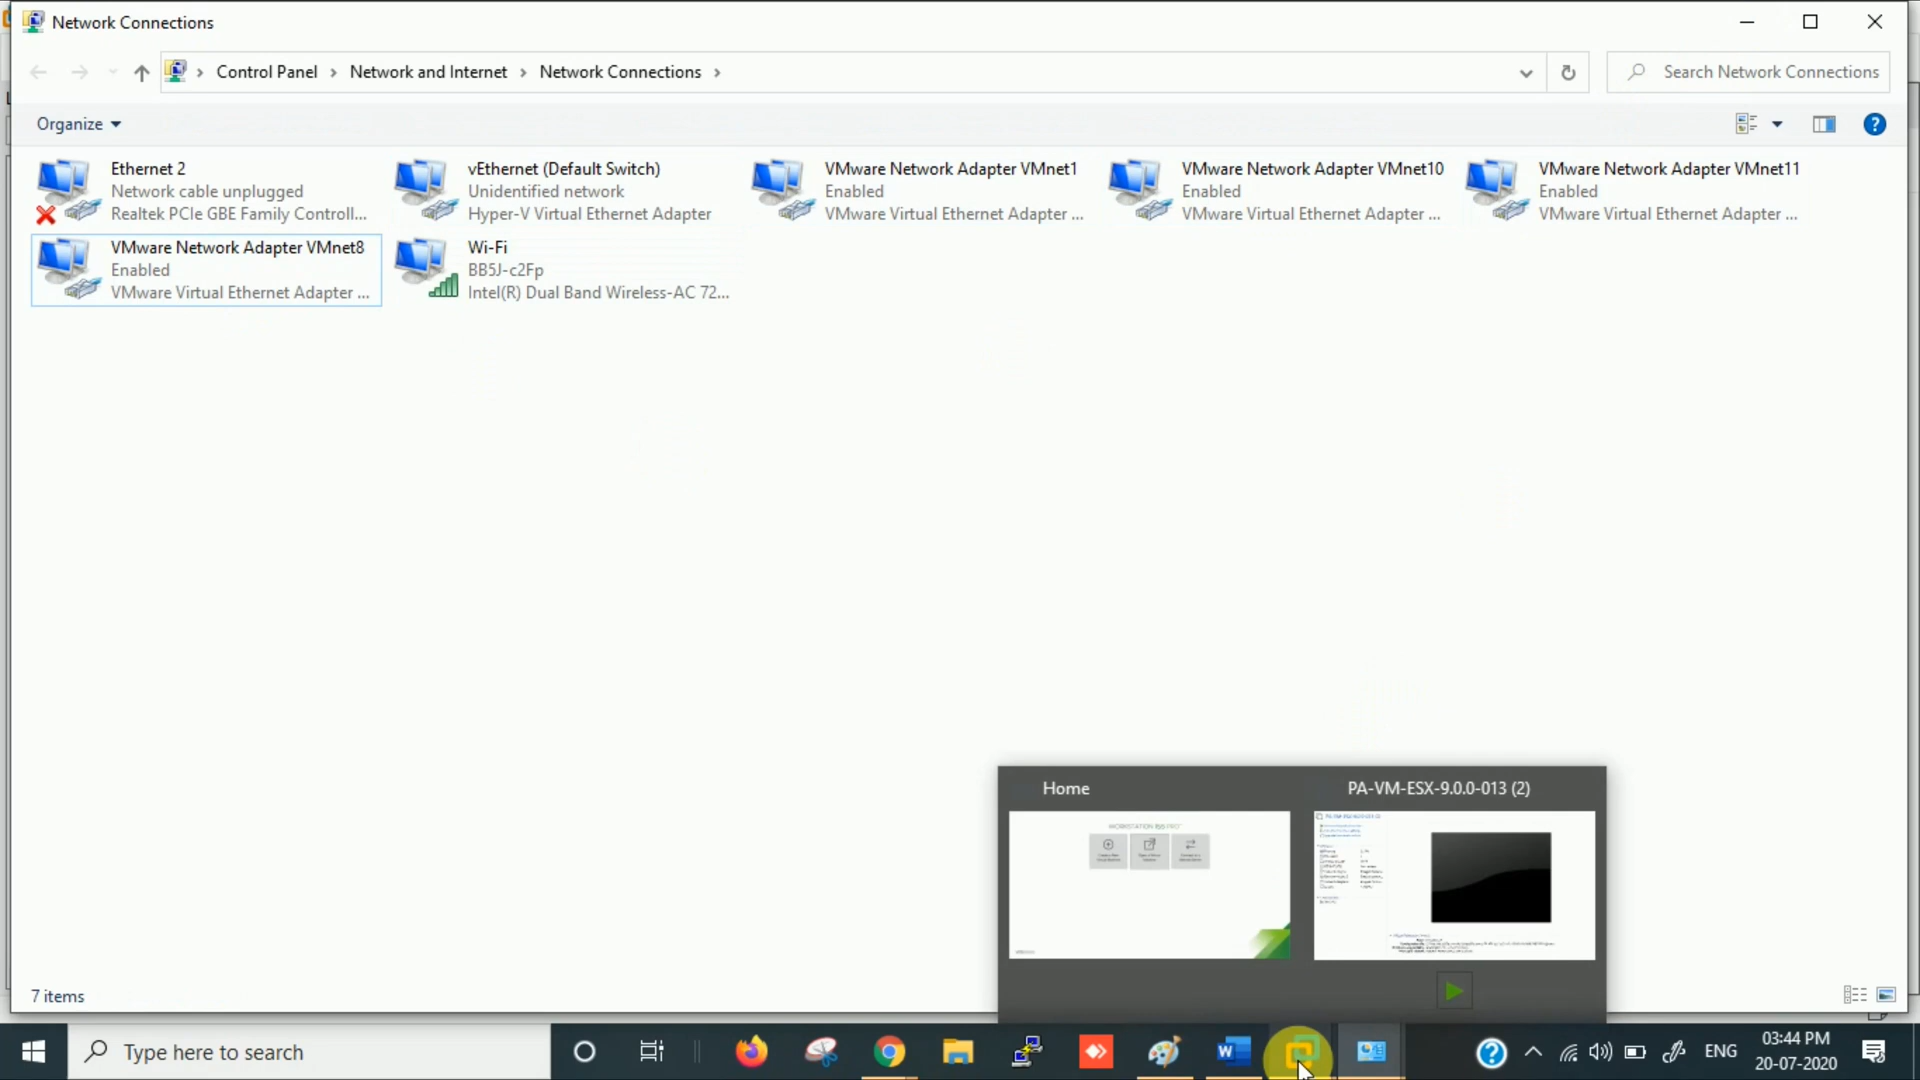 Network Connections
Control Panel
Network and Internet
Network Connections
Search Network Connections
Organize
Ethernet 2
Network cable unplugged
Realtek PCIe GBE Family Controll...
vEthernet (Default Switch)
Unidentified network
Hyper-V Virtual Ethernet Adapter
VMware Network Adapter VMnet1
Enabled
VMware Virtual Ethernet Adapter ...
VMware Network Adapter VMnet10
Enabled
VMware Virtual Ethernet Adapter ...
VMware Network Adapter VMnet11
Enabled
VMware Virtual Ethernet Adapter ...
VMware Network Adapter VMnet8
Enabled
VMware Virtual Ethernet Adapter ...
Wi-Fi
BB5J-c2Fp
Intel(R) Dual Band Wireless-AC 72...
Home
PA-VM-ESX-9.0.0-013 (2)
7 items
Type here to search
ENG
03:44 PM
20-07-2020